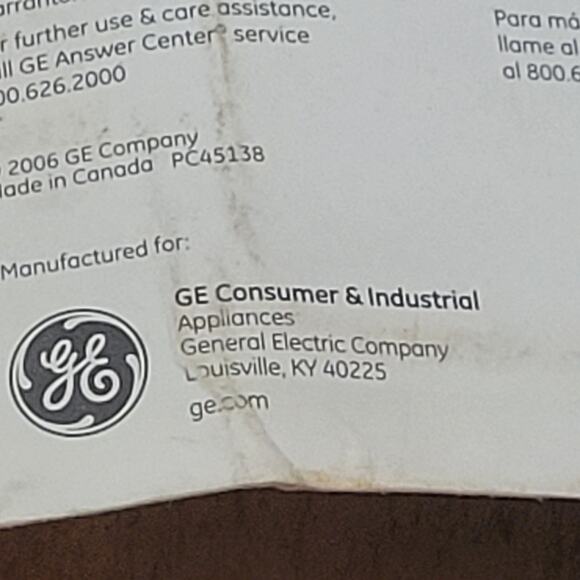 r further use & care assistance,
ll GE Answer Center® service
00.626.2000
2006 GE Company
ade in Canada PC45138
Manufactured for:
GE
GE Consumer & Industrial
Appliances
General Electric Company
Louisville, KY 40225
ge.com
Para má
llame al
al 800.6